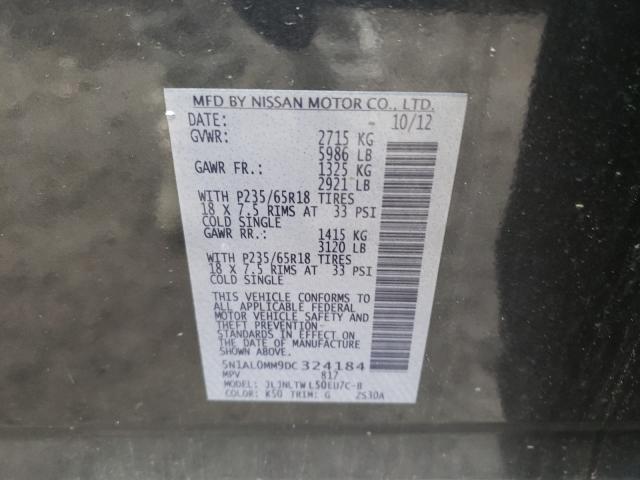 MFD BY NISSAN MOTOR CO., LTD.
DATE: 10/12
GVWR: 2715 KG
5986 LB
GAWR FR.: 1325 KG
2921 LB
WITH P235/65R18 TIRES
18 X 7.5 RIMS AT 33 PSI
COLD SINGLE
GAWR RR.: 1415 KG
3120 LB
WITH P235/65R18 TIRES
18 X 7.5 RIMS AT 33 PSI
COLD SINGLE
THIS VEHICLE CONFORMS TO
ALL APPLICABLE FEDERAL
MOTOR VEHICLE SAFETY AND
THEFT PREVENTION
STANDARDS IN EFFECT ON
THE DATE OF MANUFACTURE
SHOWN ABOVE.
5N1AL0MM9DC324184
MPV 817
MODEL: JLJNLTWL50EU7C-B
COLOR: K50 TRIM: G ZS30A